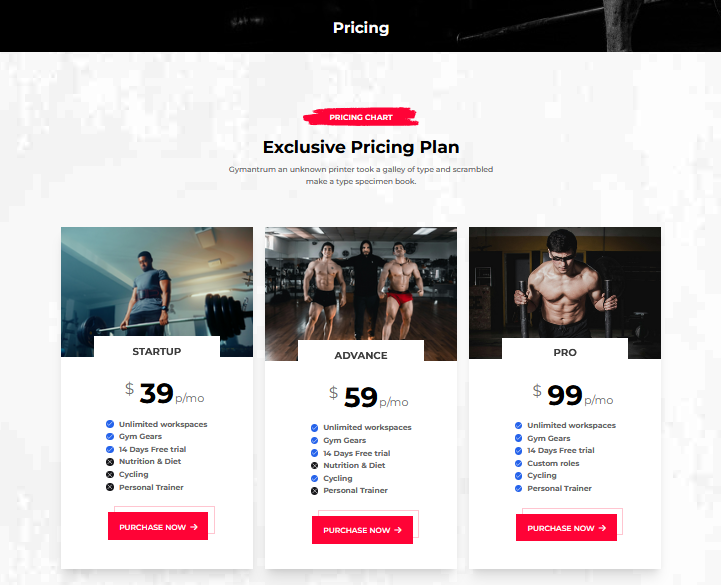 Pricing
PRICING CHART
Exclusive Pricing Plan
Gymantrum an unknown printer took a galley of type and scrambled
make a type specimen book.
STARTUP
$ 39 p/mo
Unlimited workspaces
Gym Gears
14 Days Free trial
Nutrition & Diet
Cycling
Personal Trainer
PURCHASE NOW →
ADVANCE
$ 59 p/mo
Unlimited workspaces
Gym Gears
14 Days Free trial
Nutrition & Diet
Cycling
Personal Trainer
PURCHASE NOW →
PRO
$ 99 p/mo
Unlimited workspaces
Gym Gears
14 Days Free trial
Custom roles
Cycling
Personal Trainer
PURCHASE NOW →